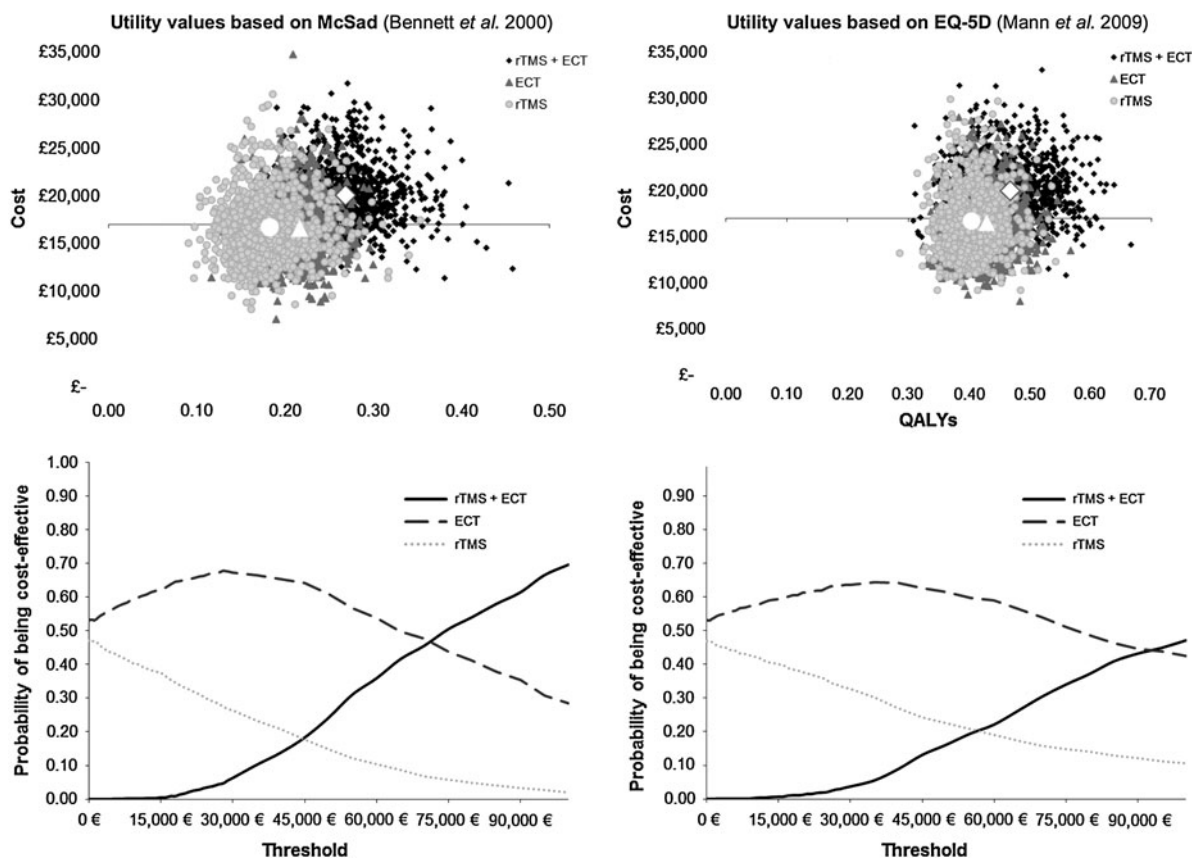 Utility values based on McSad (Bennett et al. 2000)
£35,000
£30,000
£25,000
£20,000
£15,000
£10,000
£5,000
£-
Cost
rTMS + ECT
ECT
rTMS
0.00 0.10 0.20 0.30 0.40 0.50
Utility values based on EQ-5D (Mann et al. 2009)
£35,000
£30,000
£25,000
£20,000
£15,000
£10,000
£5,000
£-
Cost
rTMS + ECT
ECT
rTMS
0.00 0.10 0.20 0.30 0.40 0.50 0.60 0.70
QALYs
1.00
0.90
0.80
0.70
0.60
0.50
0.40
0.30
0.20
0.10
0.00
Probability of being cost-effective
rTMS + ECT
ECT
rTMS
0 € 15,000 € 30,000 € 45,000 € 60,000 € 75,000 € 90,000 €
Threshold
0.90
0.80
0.70
0.60
0.50
0.40
0.30
0.20
0.10
0.00
Probability of being cost-effective
rTMS + ECT
ECT
rTMS
0 € 15,000 € 30,000 € 45,000 € 60,000 € 75,000 € 90,000 €
Threshold